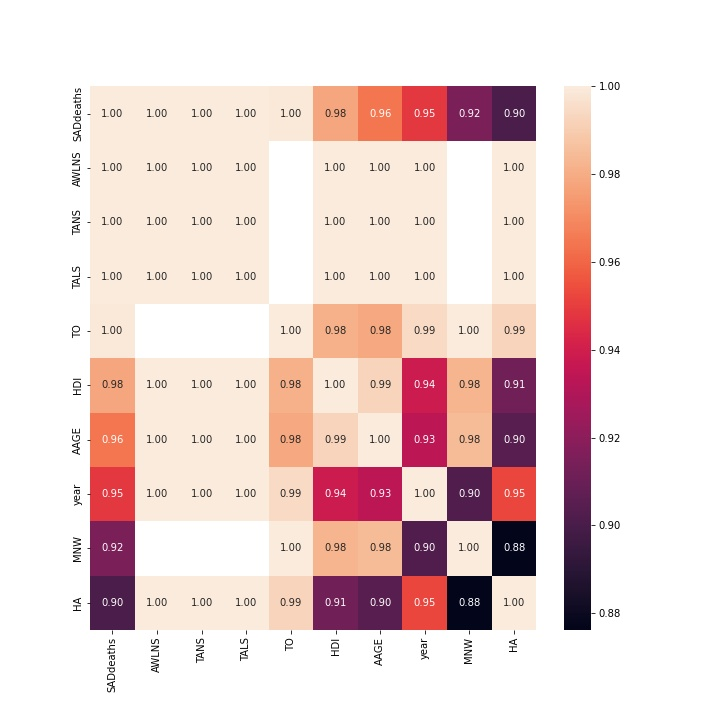 SADdeaths 1.00 1.00 1.00 1.00 1.00 0.98 0.96 0.95 0.92 0.90
AWLNS 1.00 1.00 1.00 1.00 1.00 1.00 1.00 1.00
TANS 1.00 1.00 1.00 1.00 1.00 1.00 1.00 1.00
TALS 1.00 1.00 1.00 1.00 1.00 1.00 1.00 1.00
TO 1.00 1.00 0.98 0.98 0.99 1.00 0.99
HDI 0.98 1.00 1.00 1.00 0.98 1.00 0.99 0.94 0.98 0.91
AAGE 0.96 1.00 1.00 1.00 0.98 0.99 1.00 0.93 0.98 0.90
year 0.95 1.00 1.00 1.00 0.99 0.94 0.93 1.00 0.90 0.95
MNW 0.92 1.00 0.98 0.98 0.90 1.00 0.88
HA 0.90 1.00 1.00 1.00 0.99 0.91 0.90 0.95 0.88 1.00
SADdeaths AWLNS TANS TALS TO HDI AAGE year MNW HA
1.00
0.98
0.96
0.94
0.92
0.90
0.88